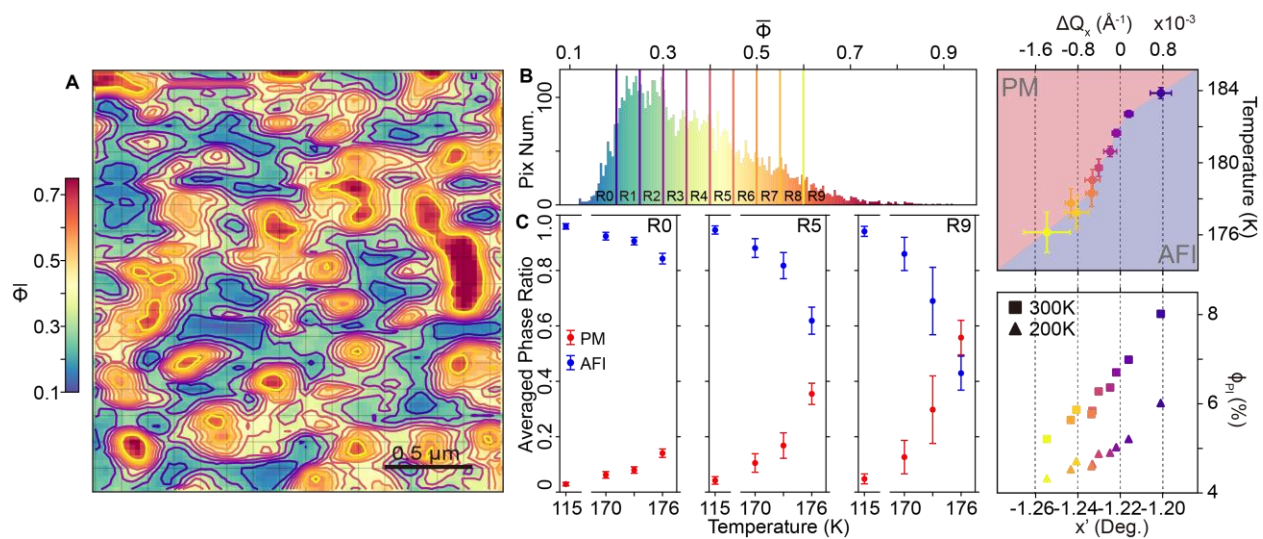 A
Φ̅
0.7
0.5
0.3
0.1
0.5 μm
Φ̅
0.1 0.3 0.5 0.7 0.9
B
Pix Num.
100
0
R0 R1 R2 R3 R4 R5 R6 R7 R8 R9
C
Averaged Phase Ratio
1.0
0.8
0.6
0.4
0.2
0
R0 R5 R9
PM
AFI
115 170 176 115 170 176 115 170 176
Temperature (K)
ΔQx (Å-1) x10-3
-1.6 -0.8 0 0.8
PM
AFI
184
180
176
Temperature (K)
300K
200K
8
6
4
ϕPI (%)
-1.26 -1.24 -1.22 -1.20
x' (Deg.)